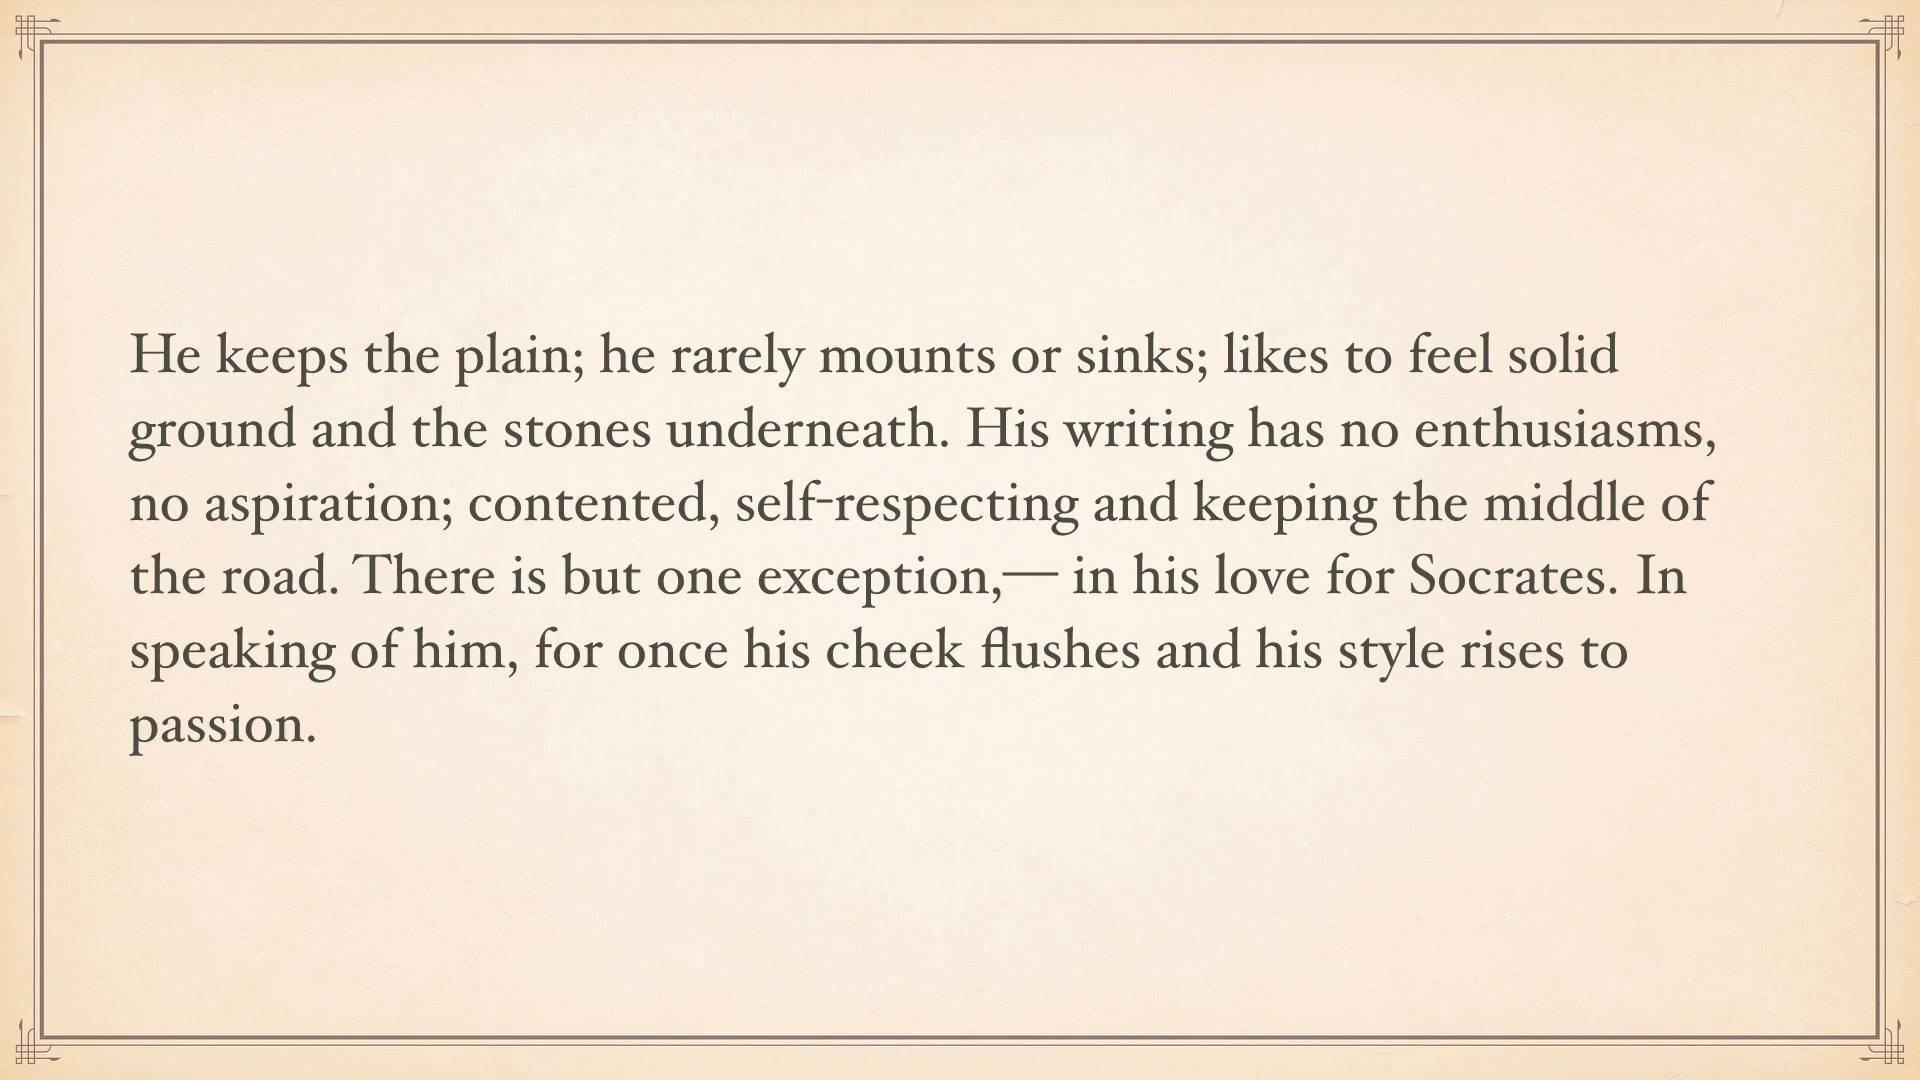 He keeps the plain; he rarely mounts or sinks; likes to feel solid
ground and the stones underneath. His writing has no enthusiasms,
no aspiration; contented, self-respecting and keeping the middle of
the road. There is but one exception,— in his love for Socrates. In
speaking of him, for once his cheek flushes and his style rises to
passion.